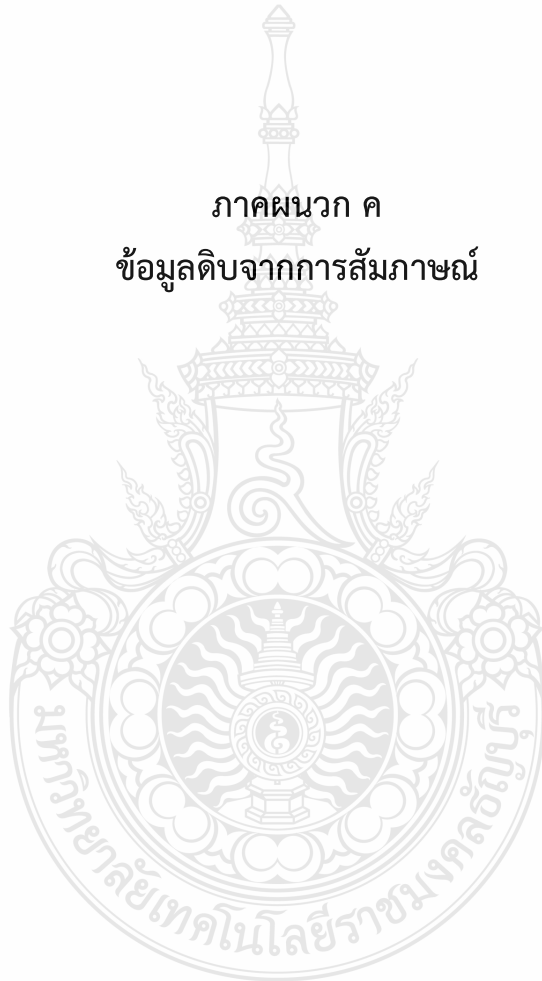 ภาคผนวก ค
ข้อมูลดิบจากการสัมภาษณ์
มหาวิทยาลัยเทคโนโลยีราชมงคลธัญบุรี